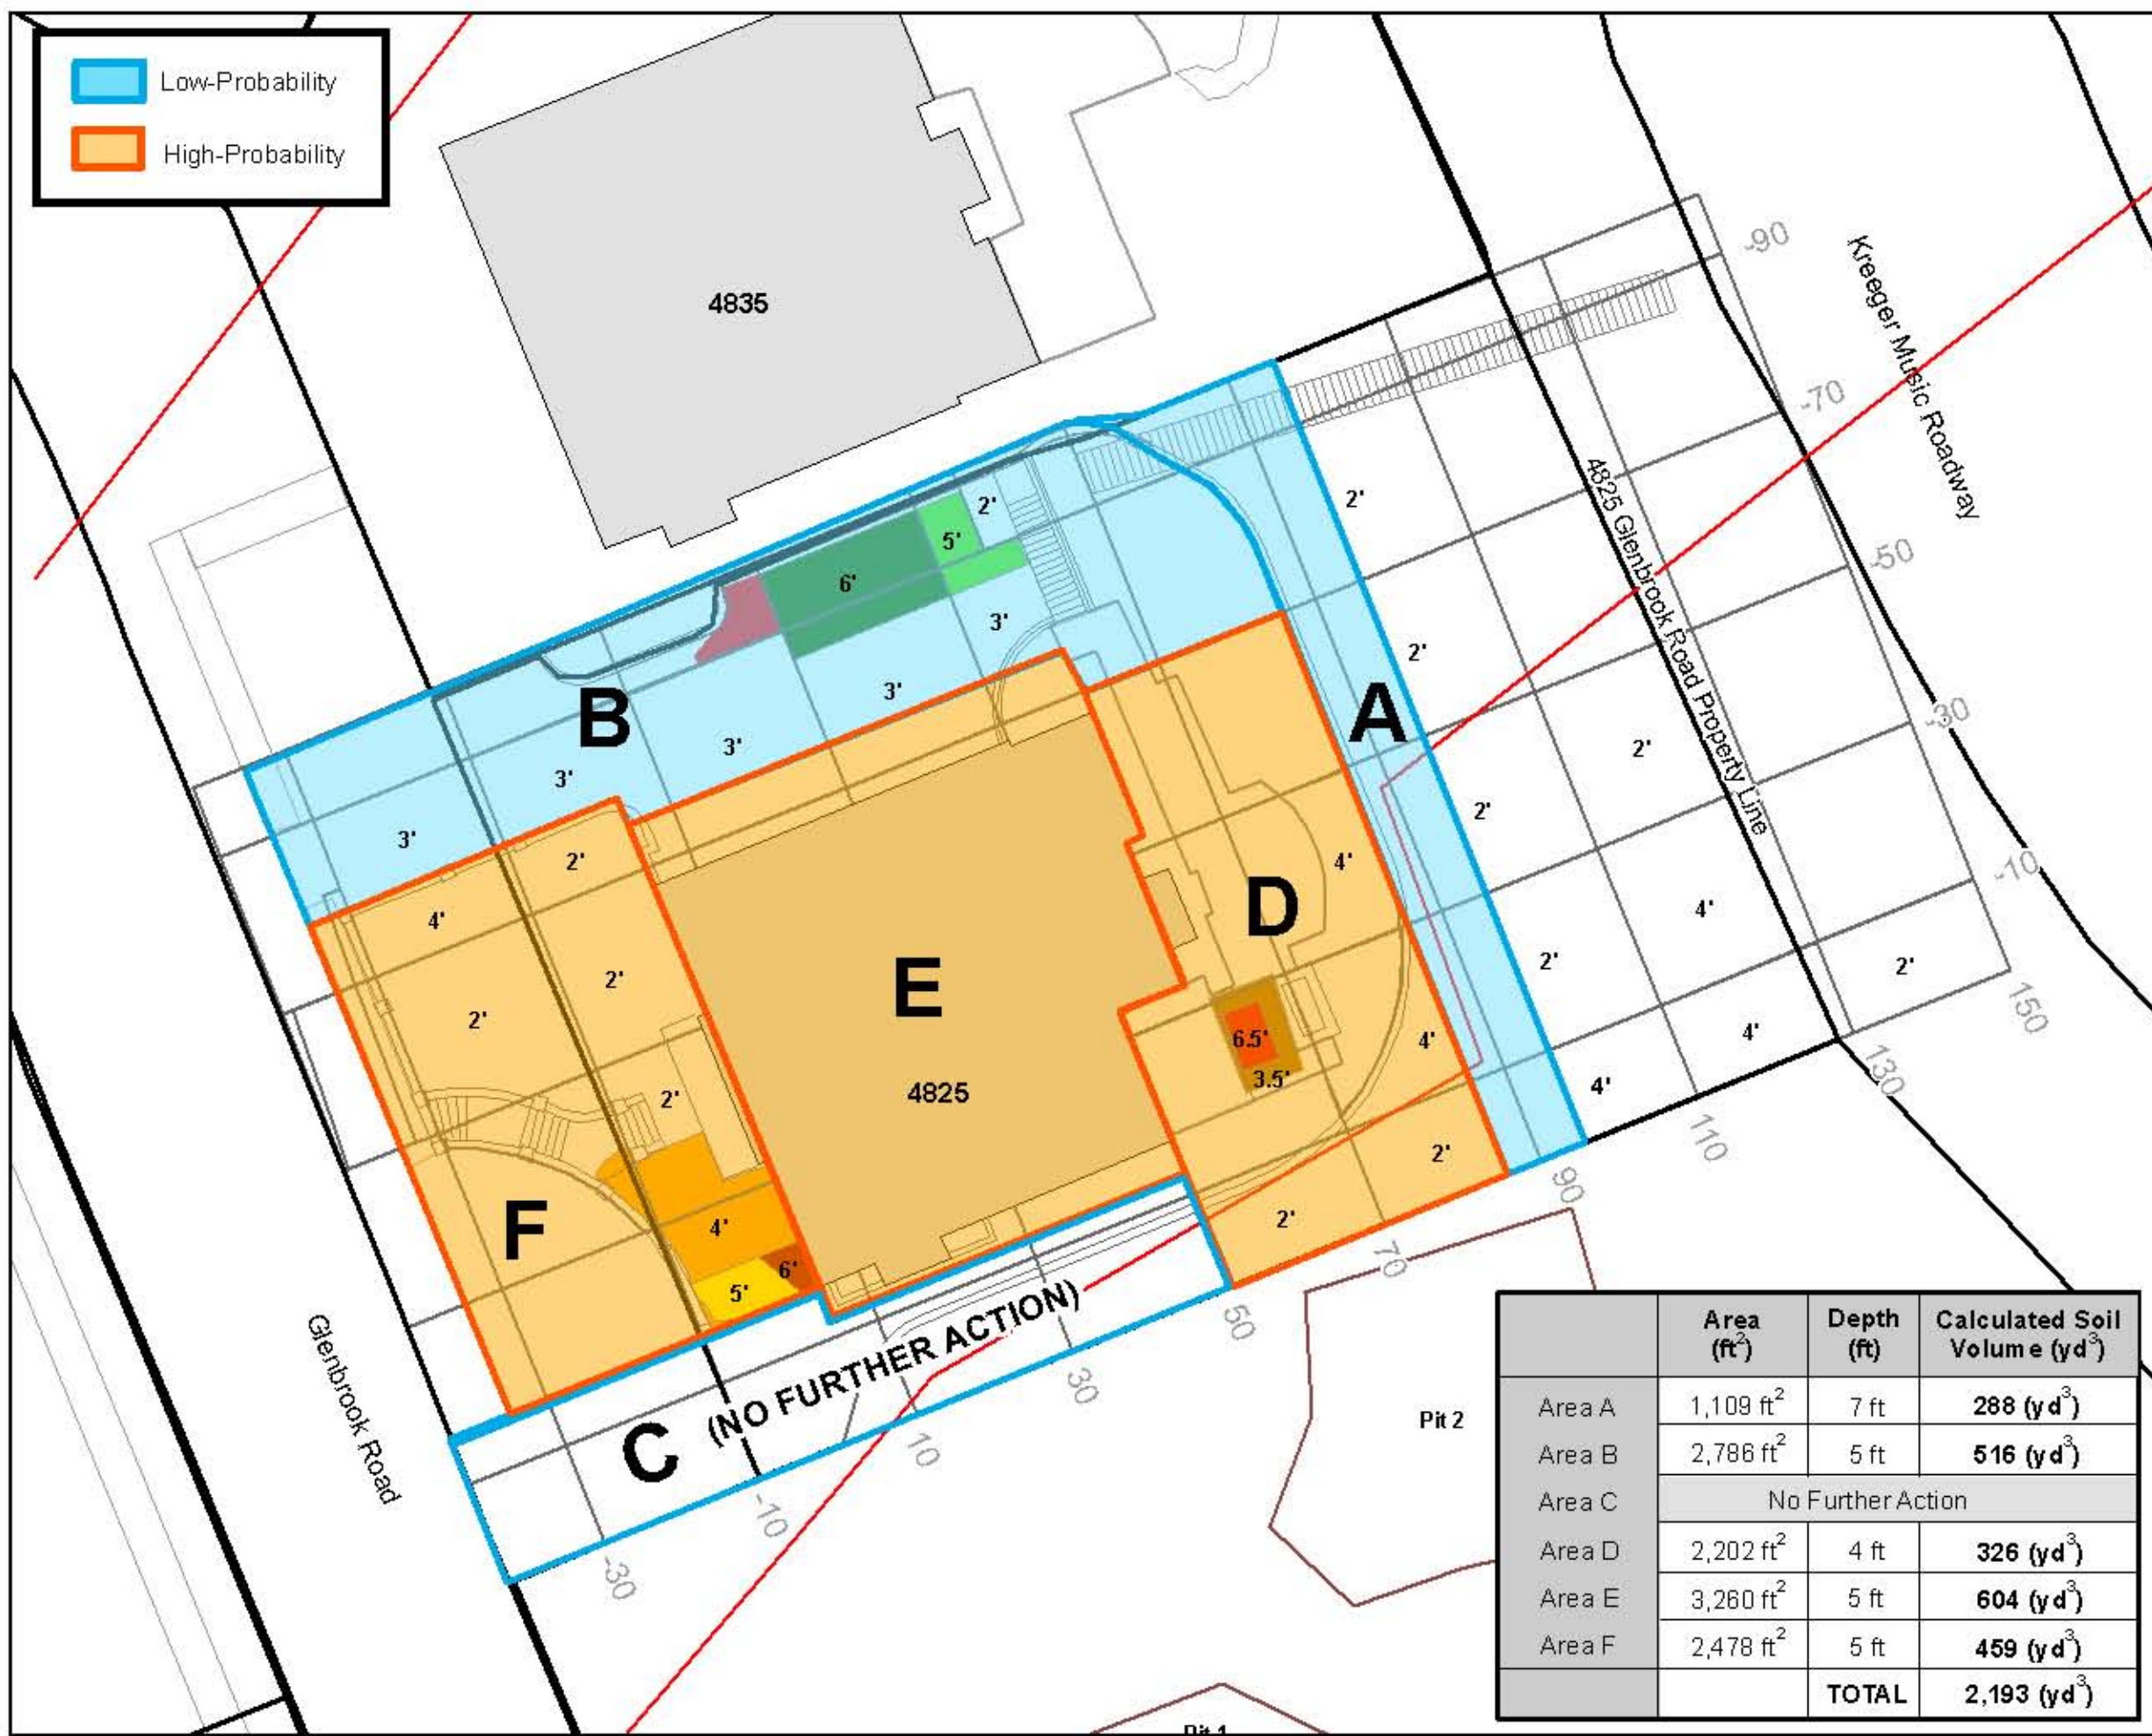 Low-Probability
High-Probability
4835
-90
Kreeger Music Roadway
-70
2'
2'
5'
4825 Glenbrook Road Property Line
-50
6'
3'
2'
B
A
3'
-30
3'
2'
3'
2'
3'
2'
4'
-10
4'
D
4'
2'
2'
2'
2'
E
2'
150
6.5'
4'
4'
3.5'
130
4825
4'
2'
110
2'
90
F
4'
2'
70
6'
5'
50
Glenbrook Road
C
(NO FURTHER ACTION)
30
10
-10
-30
Pit 2
Pit 1
Area (ft²) Depth (ft) Calculated Soil Volume (yd³)
Area A 1,109 ft² 7 ft 288 (yd³)
Area B 2,786 ft² 5 ft 516 (yd³)
Area C No Further Action
Area D 2,202 ft² 4 ft 326 (yd³)
Area E 3,260 ft² 5 ft 604 (yd³)
Area F 2,478 ft² 5 ft 459 (yd³)
TOTAL 2,193 (yd³)